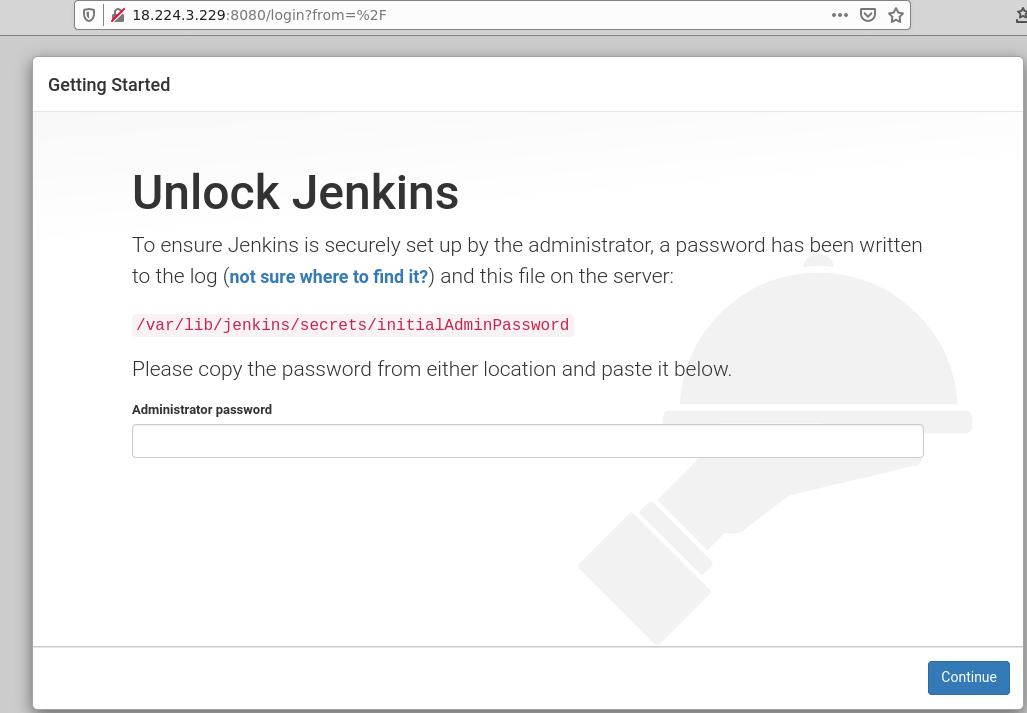 18.224.3.229:8080/login?from=%2F
Getting Started
Unlock Jenkins
To ensure Jenkins is securely set up by the administrator, a password has been written
to the log (not sure where to find it?) and this file on the server:
/var/lib/jenkins/secrets/initialAdminPassword
Please copy the password from either location and paste it below.
Administrator password
Continue